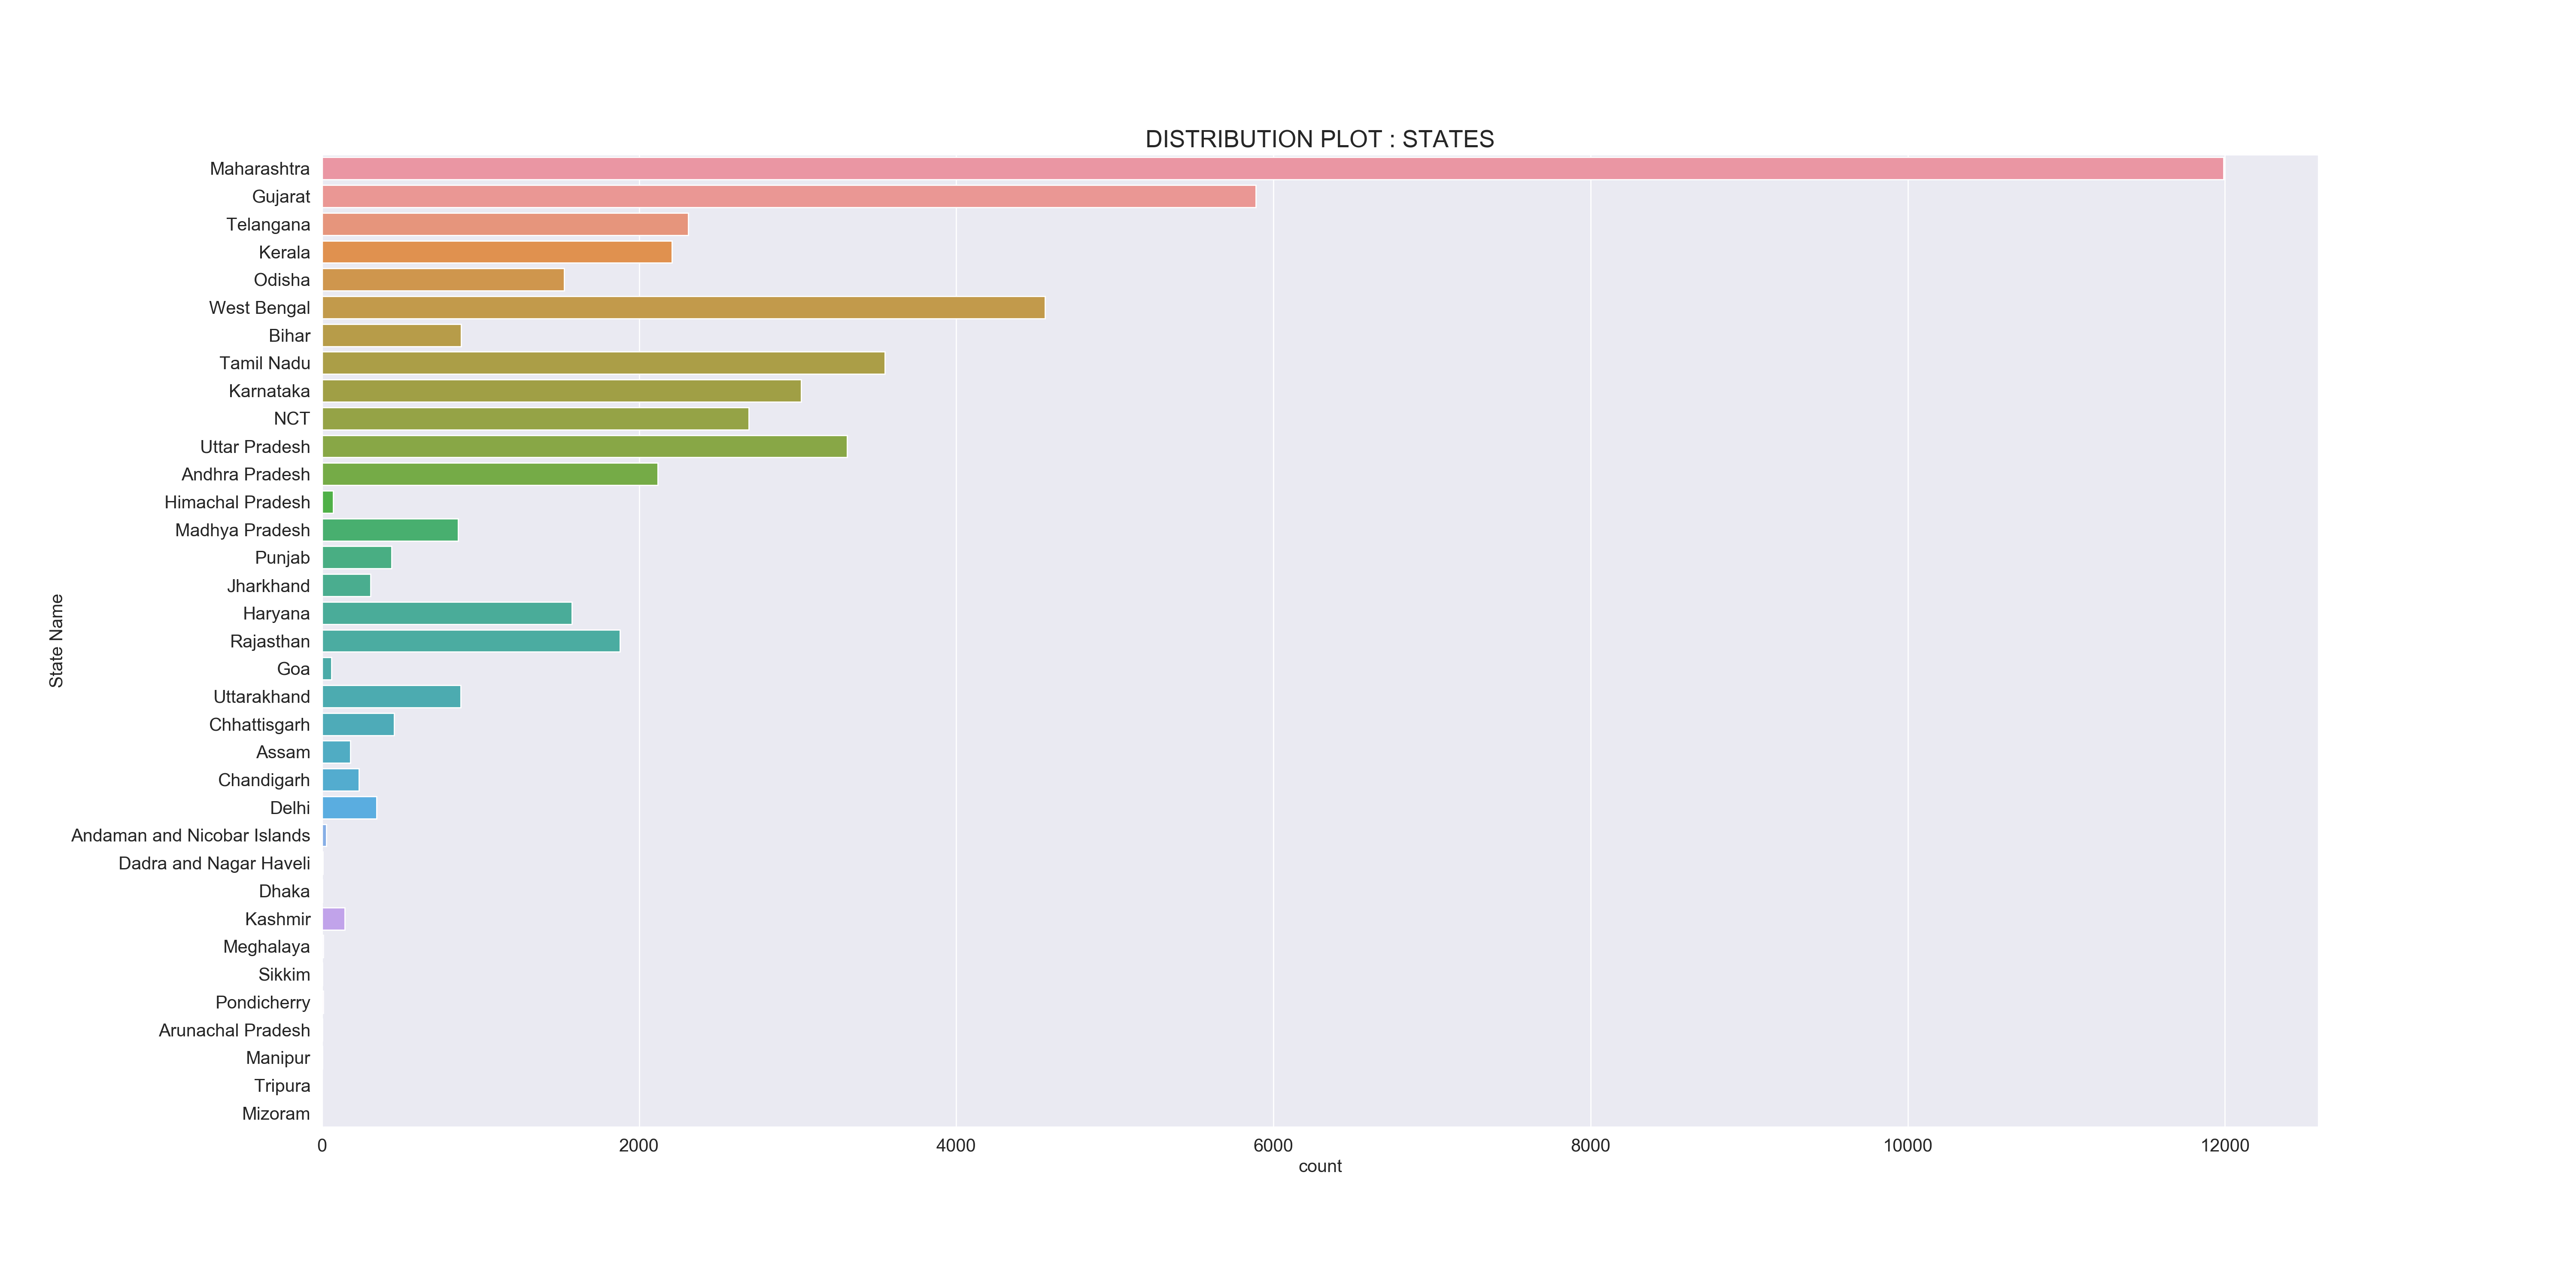 DISTRIBUTION PLOT : STATES
State Name
Maharashtra
Gujarat
Telangana
Kerala
Odisha
West Bengal
Bihar
Tamil Nadu
Karnataka
NCT
Uttar Pradesh
Andhra Pradesh
Himachal Pradesh
Madhya Pradesh
Punjab
Jharkhand
Haryana
Rajasthan
Goa
Uttarakhand
Chhattisgarh
Assam
Chandigarh
Delhi
Andaman and Nicobar Islands
Dadra and Nagar Haveli
Dhaka
Kashmir
Meghalaya
Sikkim
Pondicherry
Arunachal Pradesh
Manipur
Tripura
Mizoram
0 2000 4000 6000 8000 10000 12000
count